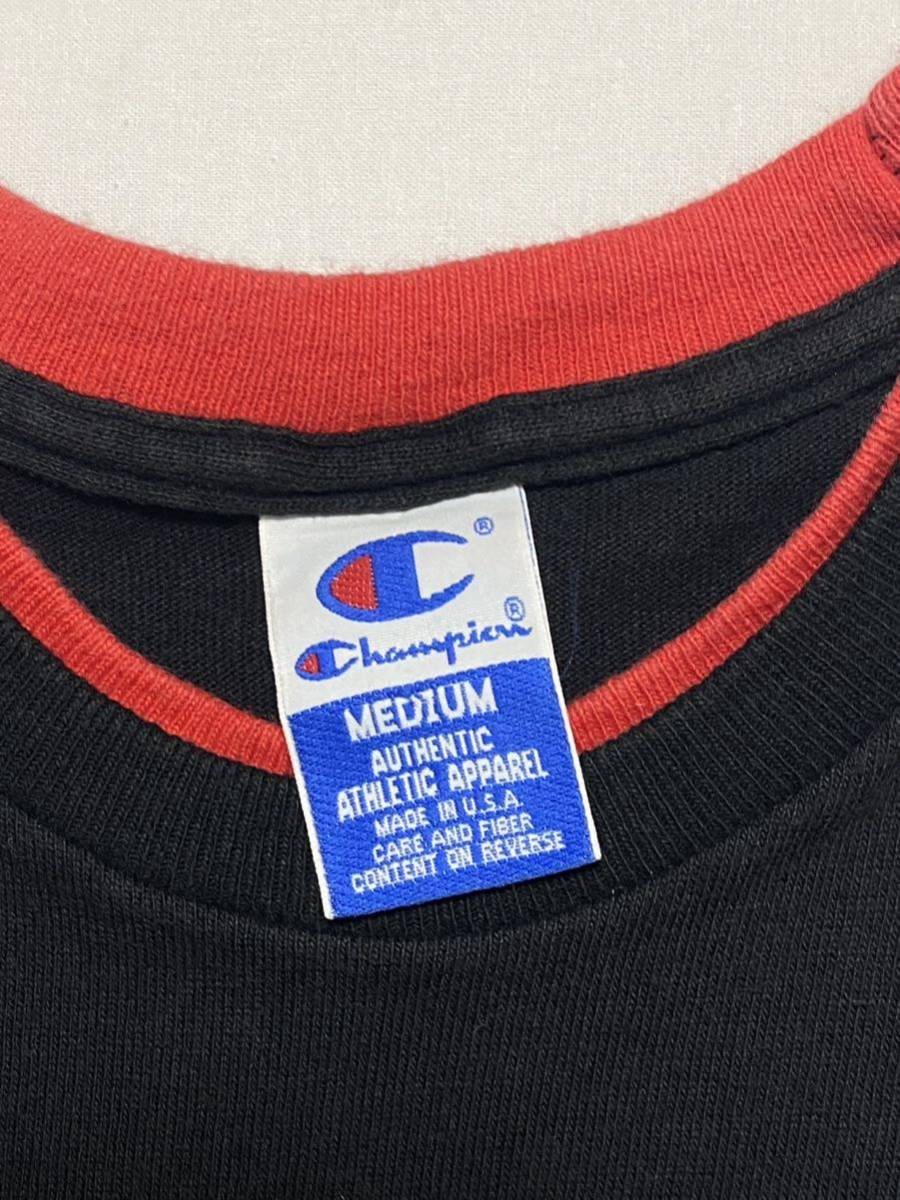 ®
Champion®
MEDIUM
AUTHENTIC
ATHLETIC APPAREL
MADE IN U.S.A.
CARE AND FIBER
CONTENT ON REVERSE